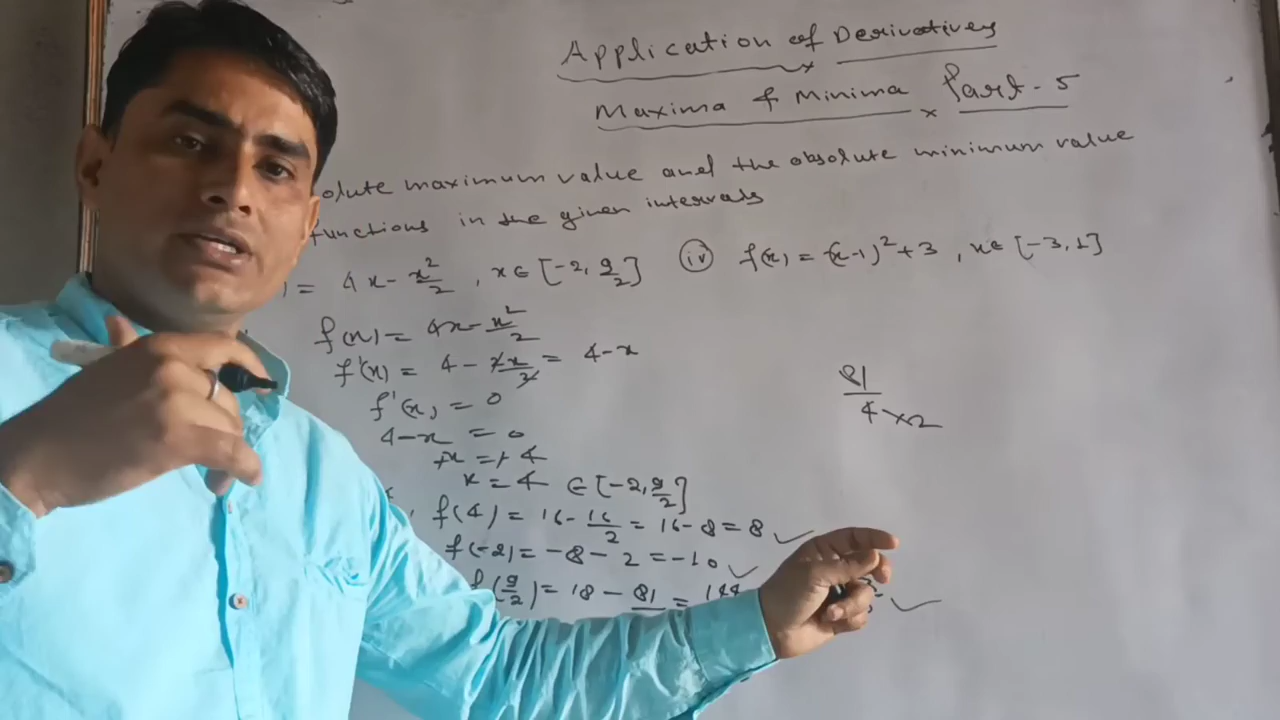 Application of Derivatives
Maxima & Minima Part-5
olute maximum value and the absolute minimum value
functions in the given intervals
) = 4x - x²/2 , x ∈ [-2, 9/2]
(iv) f(x) = (x-1)² + 3 , x ∈ [-3, 1]
f(x) = 4x - x²/2
f'(x) = 4 - 2x/2 = 4-x
f'(x) = 0
4-x = 0
+x = +4
x = 4 ∈ [-2, 9/2]
f(4) = 16 - 16/2 = 16 - 8 = 8 ✓
f(-2) = -8 - 2 = -10 ✓
f(9/2) = 18 - 81 = 144
81/4×2